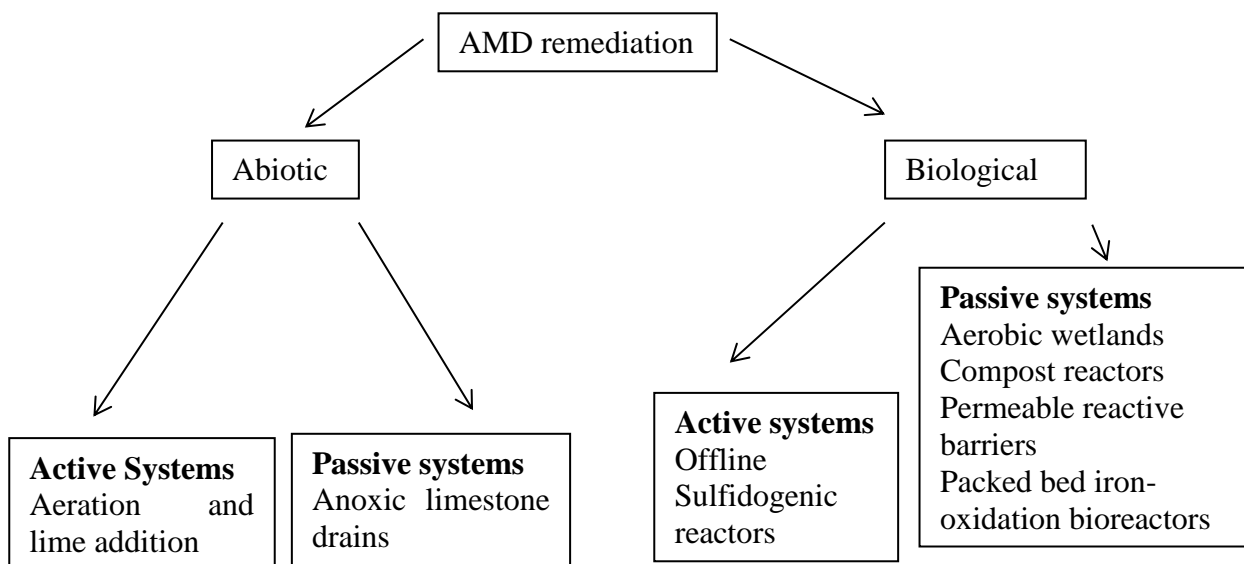 AMD remediation
Abiotic
Biological
Active Systems
Aeration and
lime addition
Passive systems
Anoxic limestone
drains
Active systems
Offline
Sulfidogenic
reactors
Passive systems
Aerobic wetlands
Compost reactors
Permeable reactive
barriers
Packed bed iron-
oxidation bioreactors